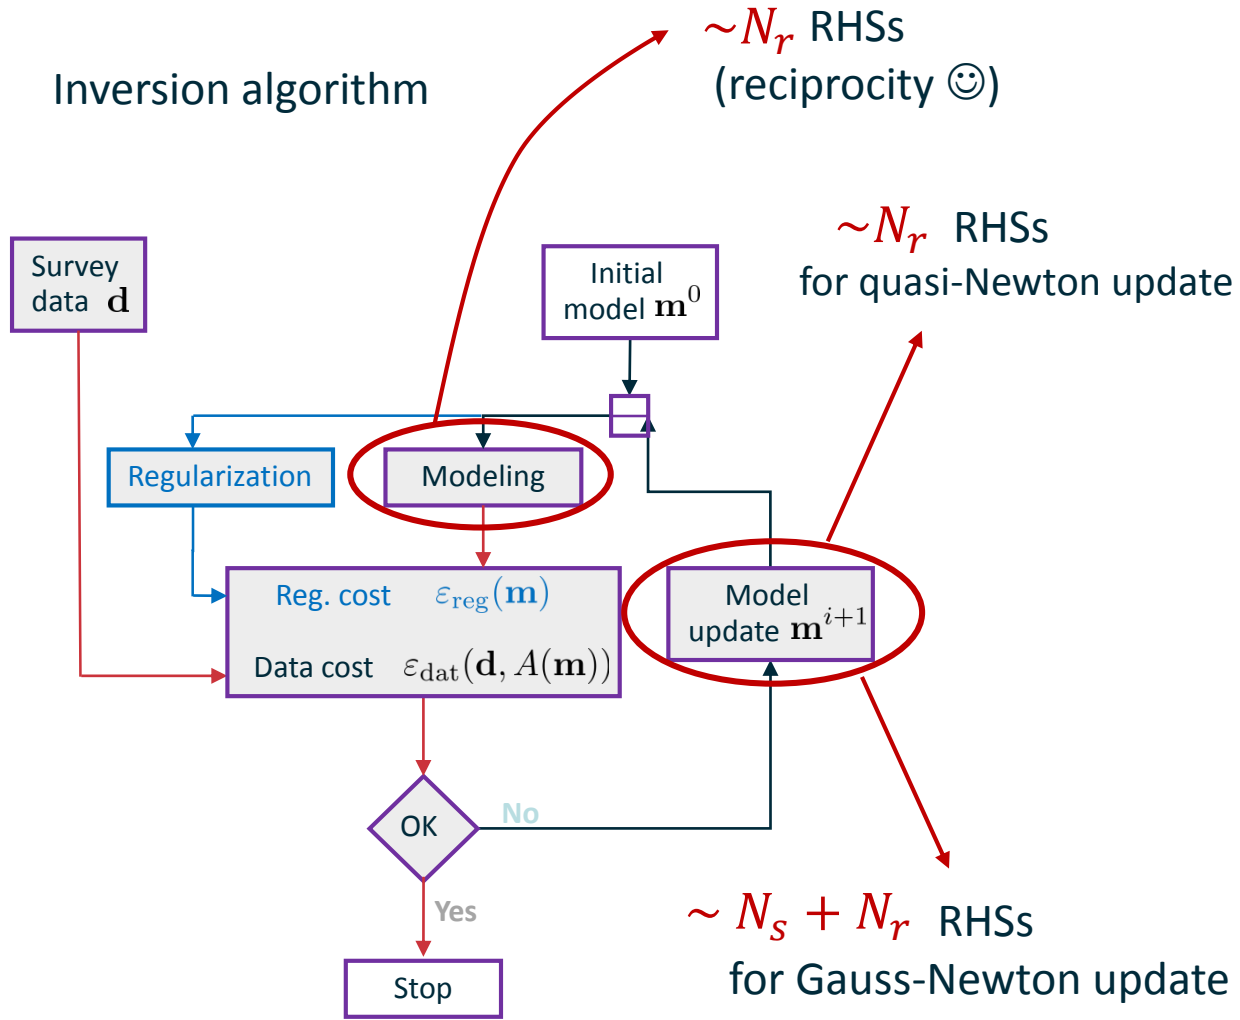 ~N_r RHSs
(reciprocity ☺)
Inversion algorithm
~N_r RHSs
for quasi-Newton update
Survey
data d
Initial
model m^0
Regularization
Modeling
Reg. cost ε_reg(m)
Data cost ε_dat(d, A(m))
Model
update m^{i+1}
OK
No
Yes
Stop
~ N_s + N_r RHSs
for Gauss-Newton update